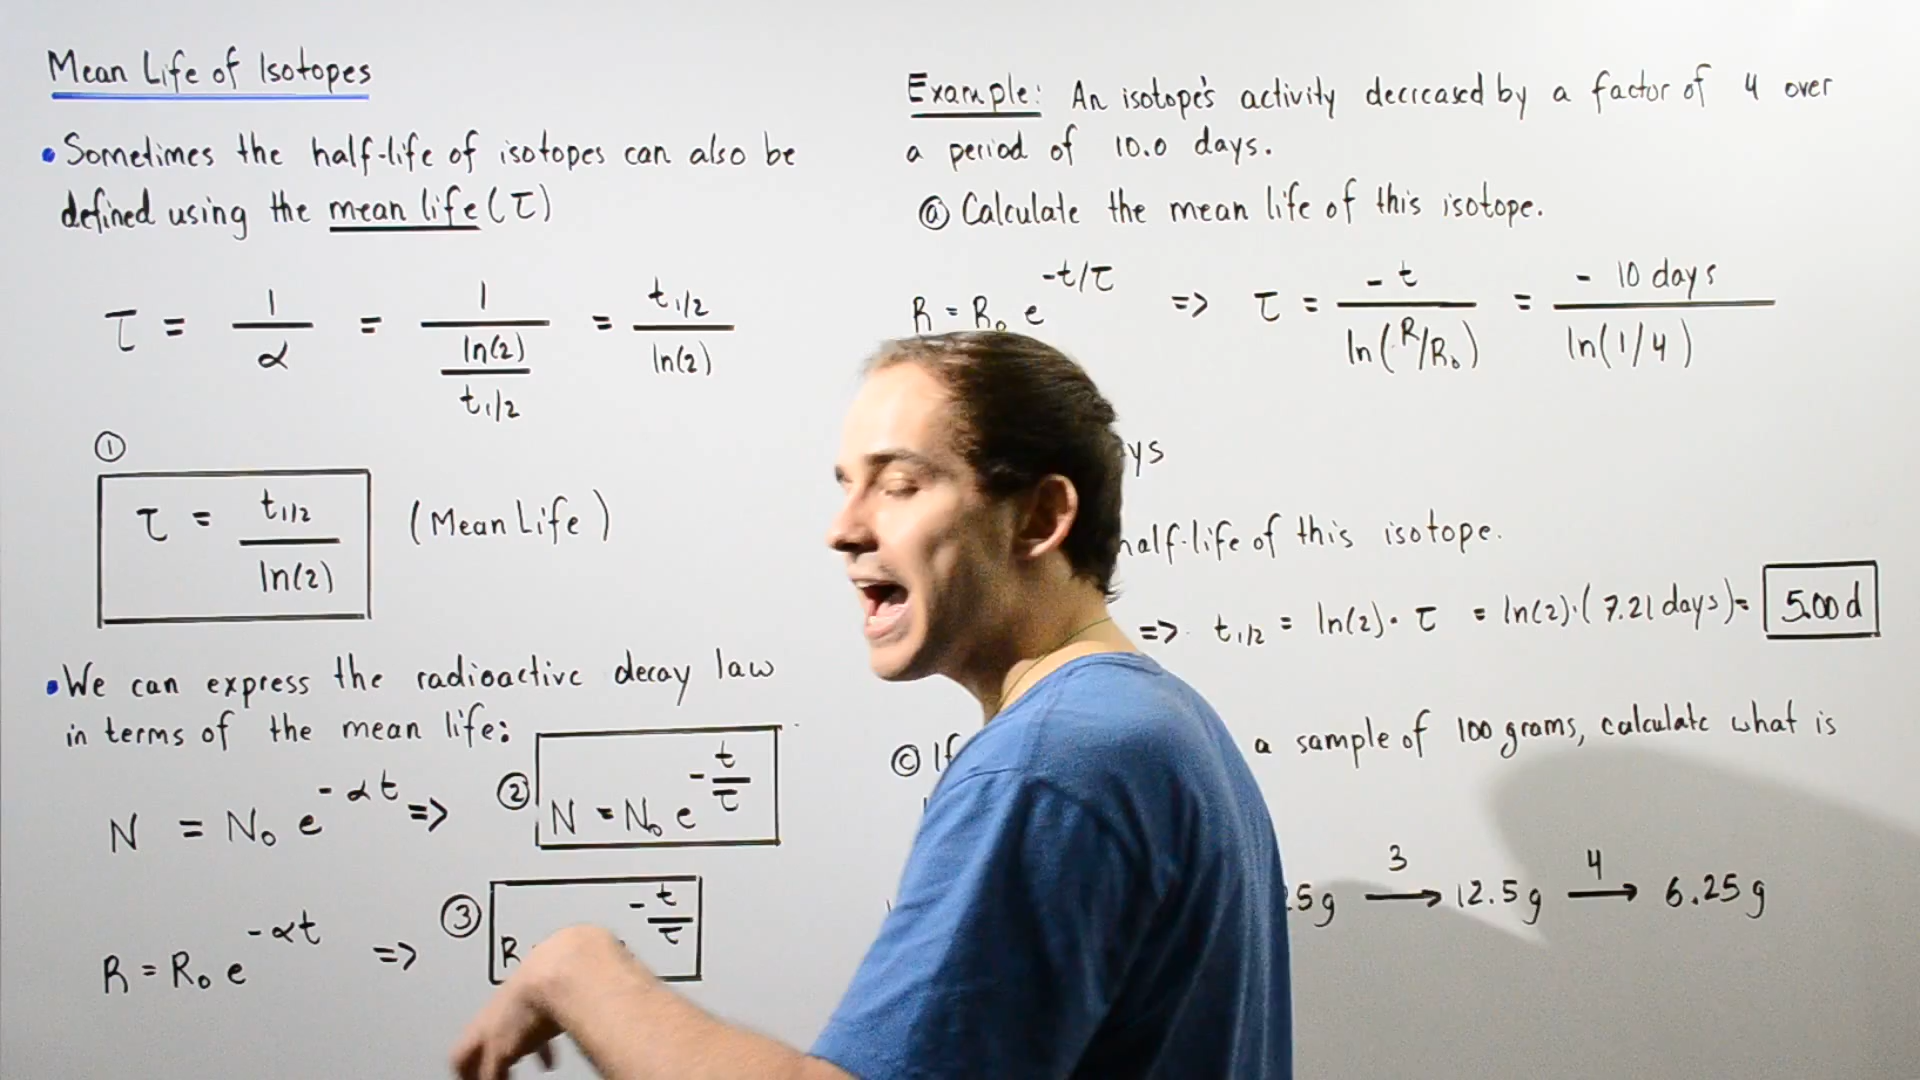 Mean Life of Isotopes
• Sometimes the half-life of isotopes can also be
defined using the mean life (τ)
τ = 1/α = 1/(ln(2)/t1/2) = t1/2/ln(2)
①
τ = t1/2/ln(2) (Mean Life)
• We can express the radioactive decay law
in terms of the mean life:
N = N₀ e^(-αt) => ② N = N₀ e^(-t/τ)
R = R₀ e^(-αt) => ③ R -t/τ
Example: An isotope's activity decreased by a factor of 4 over
a period of 10.0 days.
ⓐ Calculate the mean life of this isotope.
R = R₀ e^(-t/τ) => τ = -t/ln(R/R₀) = -10 days/ln(1/4)
half-life of this isotope.
=> t1/2 = ln(2)·τ = ln(2)·(7.21 days) = 5.00 d
ⓒ If a sample of 100 grams, calculate what is
5g —3→ 12.5g —4→ 6.25g